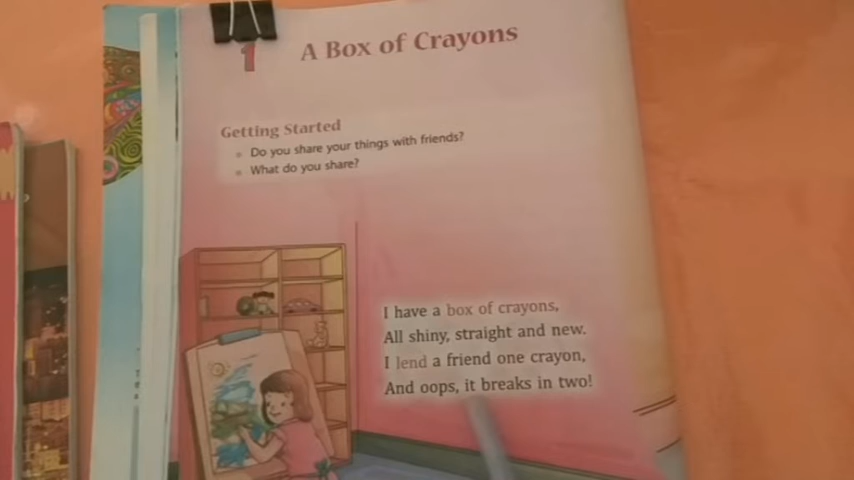 1 A Box of Crayons
Getting Started
Do you share your things with friends?
What do you share?
I have a box of crayons,
All shiny, straight and new.
I lend a friend one crayon,
And oops, it breaks in two!